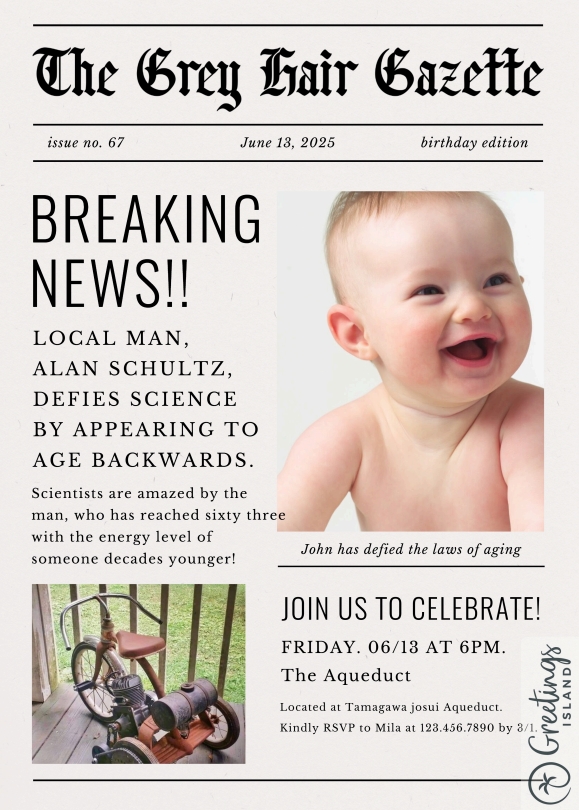 The Grey Hair Gazette
issue no. 67 June 13, 2025 birthday edition
BREAKING
NEWS!!
LOCAL MAN,
ALAN SCHULTZ,
DEFIES SCIENCE
BY APPEARING TO
AGE BACKWARDS.
Scientists are amazed by the
man, who has reached sixty three
with the energy level of
someone decades younger!
John has defied the laws of aging
JOIN US TO CELEBRATE!
FRIDAY. 06/13 AT 6PM.
The Aqueduct
Located at Tamagawa josui Aqueduct.
Kindly RSVP to Mila at 123.456.7890 by 3/1.
Greetings
ISLAND